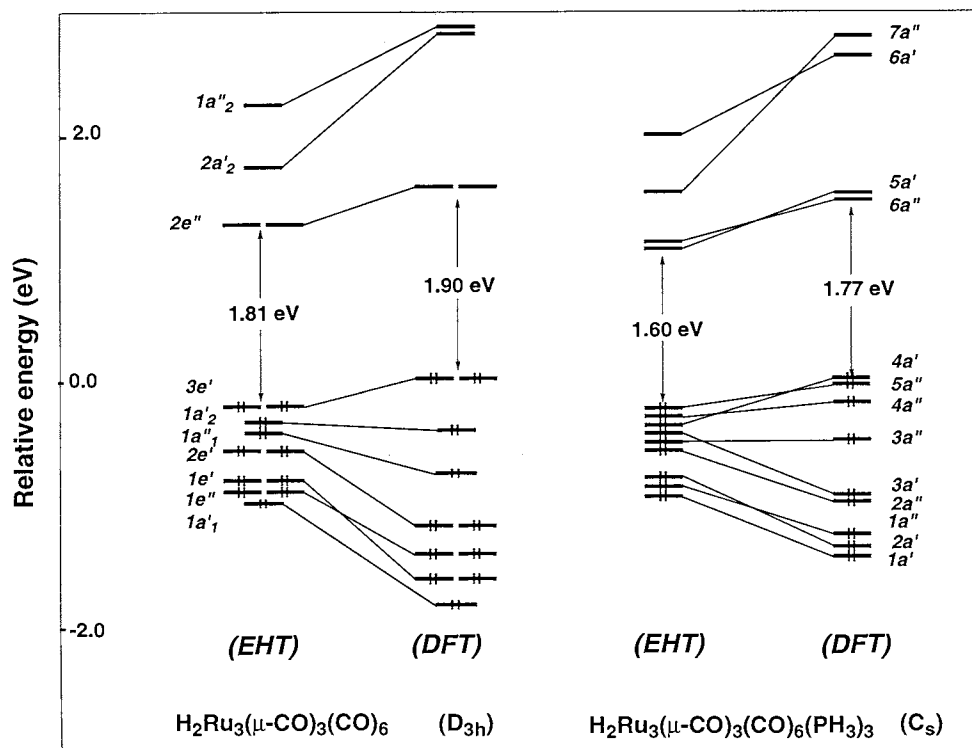 Relative energy (eV)
2.0
0.0
-2.0
1a"2
2a'2
2e"
1.81 eV
3e'
1a'2
1a"1
2e'
1e'
1e"
1a'1
1.90 eV
1.60 eV
1.77 eV
7a"
6a'
5a'
6a"
4a'
5a"
4a"
3a"
3a'
2a"
1a"
2a'
1a'
(EHT) (DFT) (EHT) (DFT)
H2Ru3(μ-CO)3(CO)6 (D3h) H2Ru3(μ-CO)3(CO)6(PH3)3 (Cs)